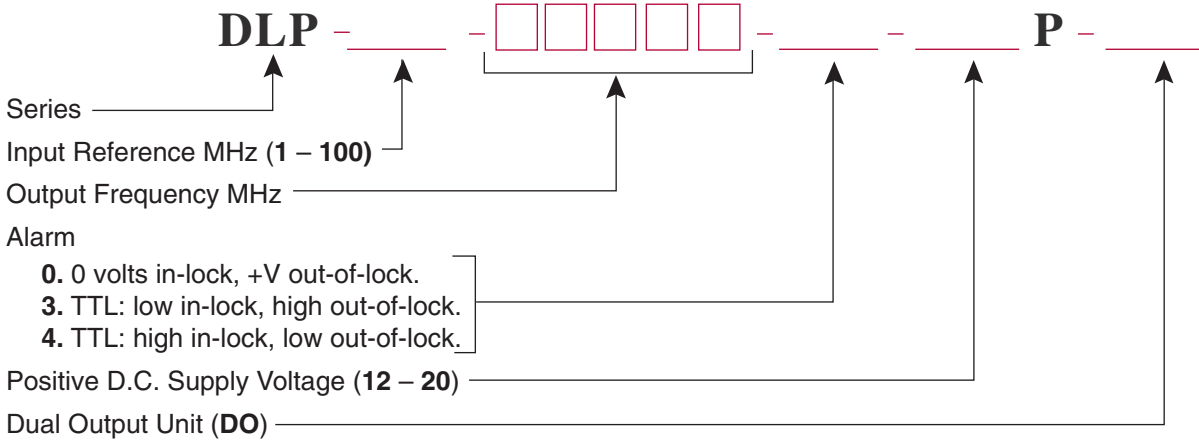 DLP - - - - P -
Series
Input Reference MHz (1 – 100)
Output Frequency MHz
Alarm
0. 0 volts in-lock, +V out-of-lock.
3. TTL: low in-lock, high out-of-lock.
4. TTL: high in-lock, low out-of-lock.
Positive D.C. Supply Voltage (12 – 20)
Dual Output Unit (DO)